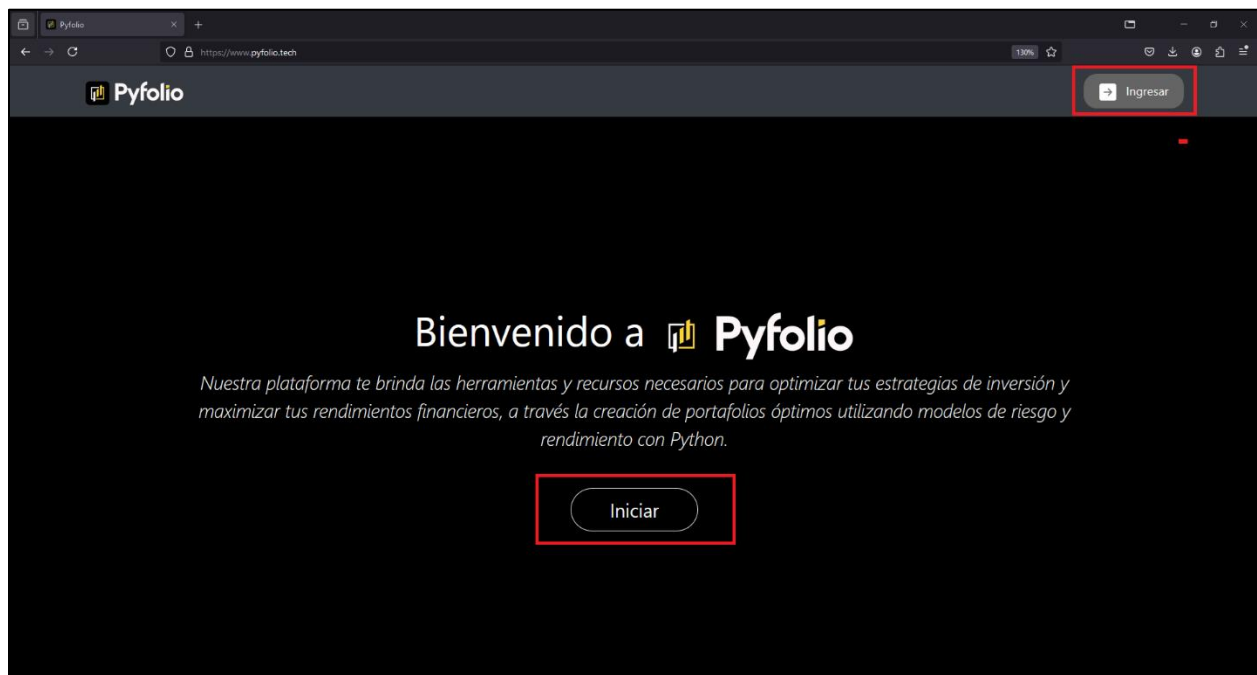 Pyfolio
https://www.pyfolio.tech
130%
Pyfolio
Ingresar
Bienvenido a Pyfolio
Nuestra plataforma te brinda las herramientas y recursos necesarios para optimizar tus estrategias de inversión y
maximizar tus rendimientos financieros, a través la creación de portafolios óptimos utilizando modelos de riesgo y
rendimiento con Python.
Iniciar